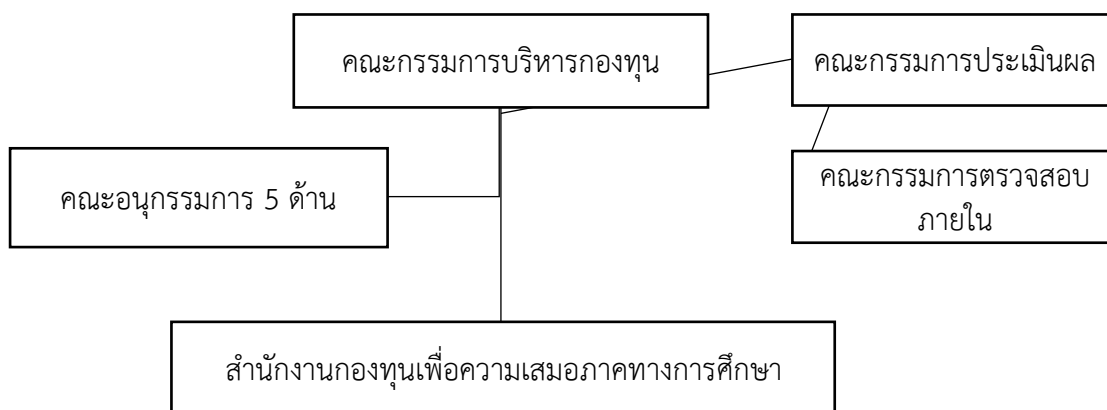 คณะกรรมการบริหารกองทุน
คณะกรรมการประเมินผล
คณะอนุกรรมการ 5 ด้าน
คณะกรรมการตรวจสอบ
ภายใน
สำนักงานกองทุนเพื่อความเสมอภาคทางการศึกษา